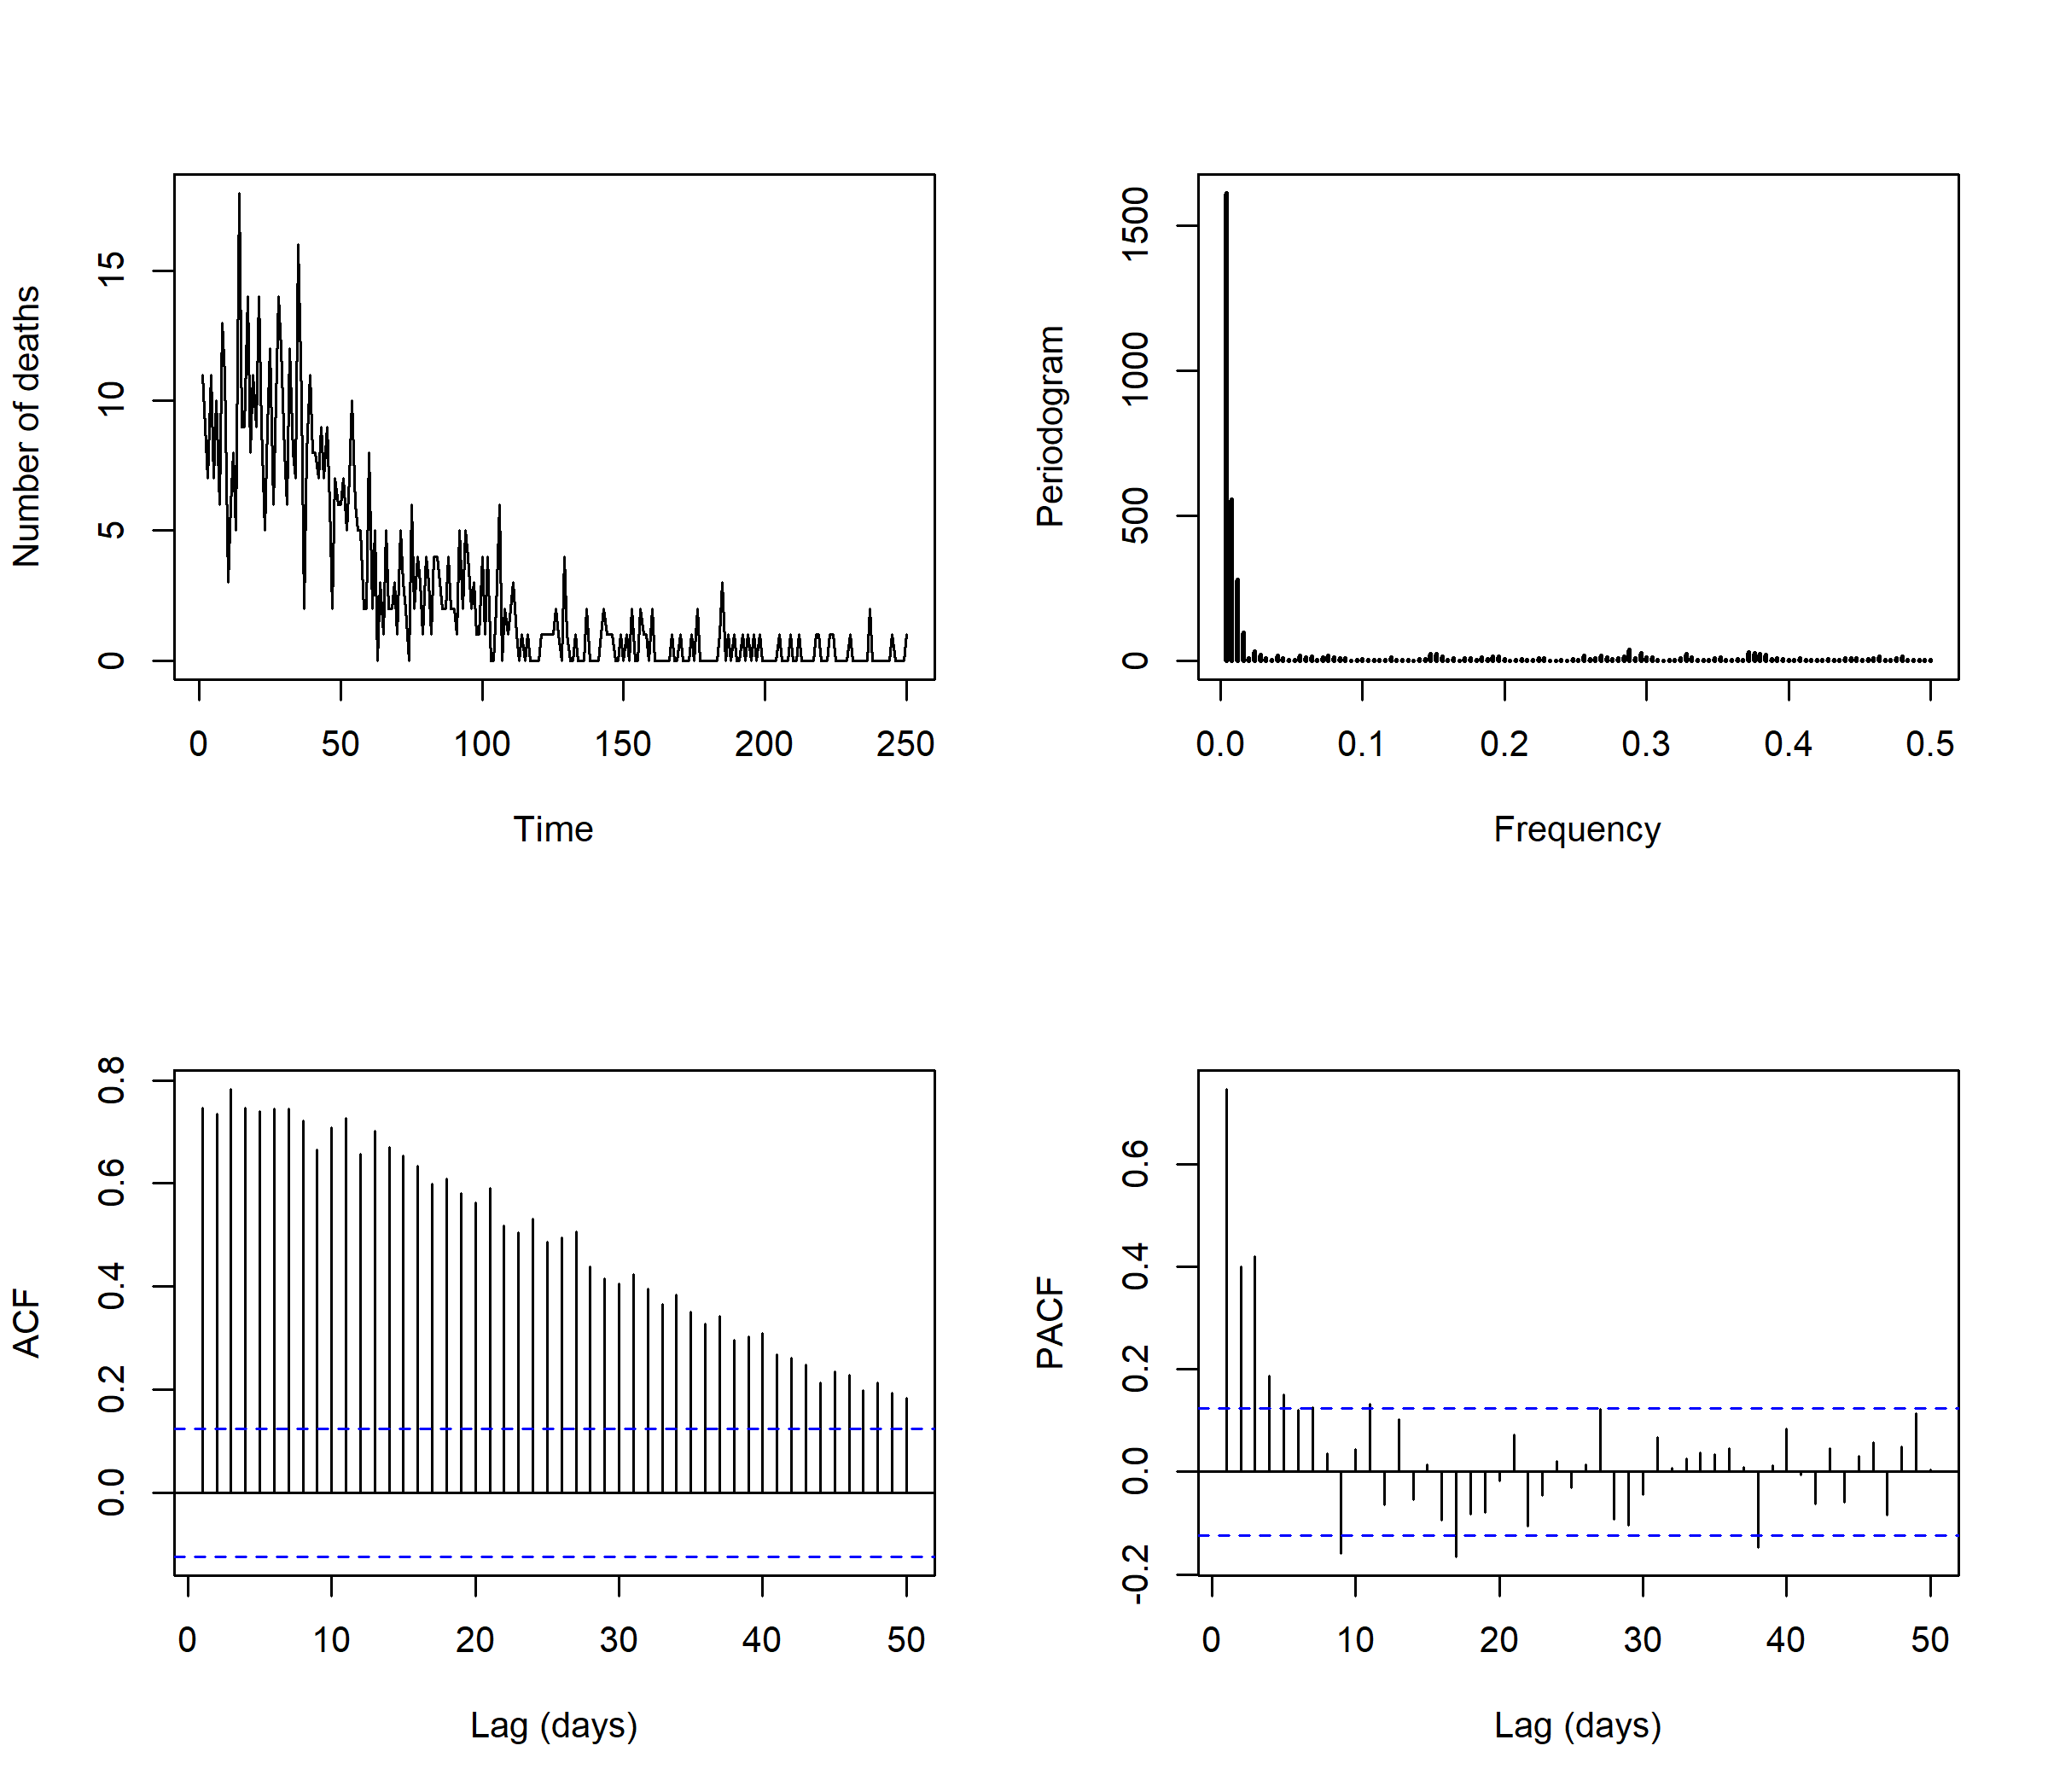 Number of deaths
0 5 10 15
0 50 100 150 200 250
Time
Periodogram
0 500 1000 1500
0.0 0.1 0.2 0.3 0.4 0.5
Frequency
ACF
0.0 0.2 0.4 0.6 0.8
0 10 20 30 40 50
Lag (days)
PACF
-0.2 0.0 0.2 0.4 0.6
0 10 20 30 40 50
Lag (days)